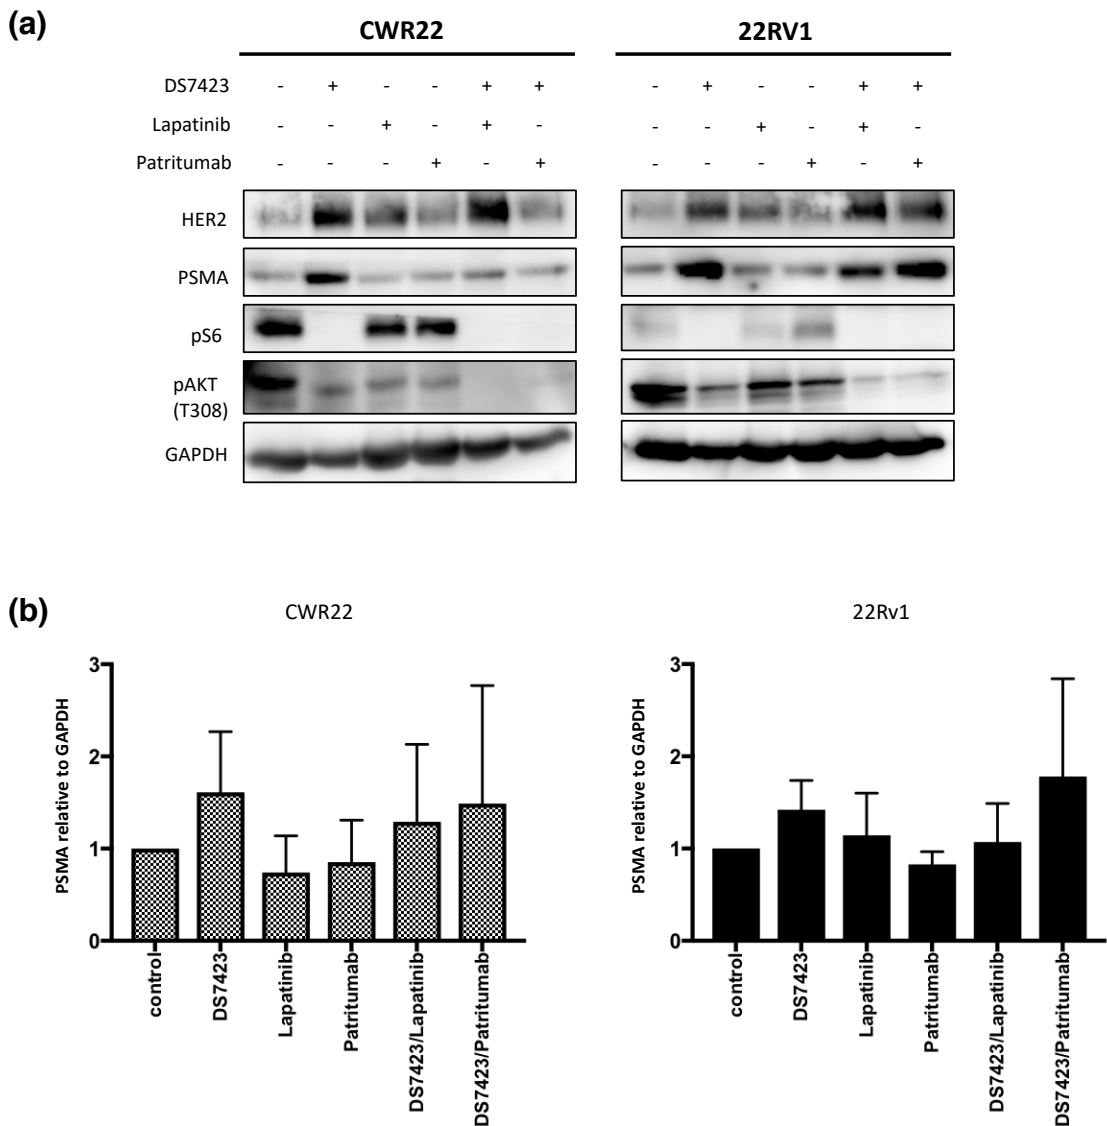 (a)
CWR22 22RV1
DS7423 - + - - + + - + - - + +
Lapatinib - - + - + - - - + - + -
Patritumab - - - + - + - - - + - +
HER2
PSMA
pS6
pAKT
(T308)
GAPDH
(b)
CWR22
PSMA relative to GAPDH
3
2
1
0
control
DS7423
Lapatinib
Patritumab
DS7423/Lapatinib
DS7423/Patritumab
22Rv1
PSMA relative to GAPDH
3
2
1
0
control
DS7423
Lapatinib
Patritumab
DS7423/Lapatinib
DS7423/Patritumab